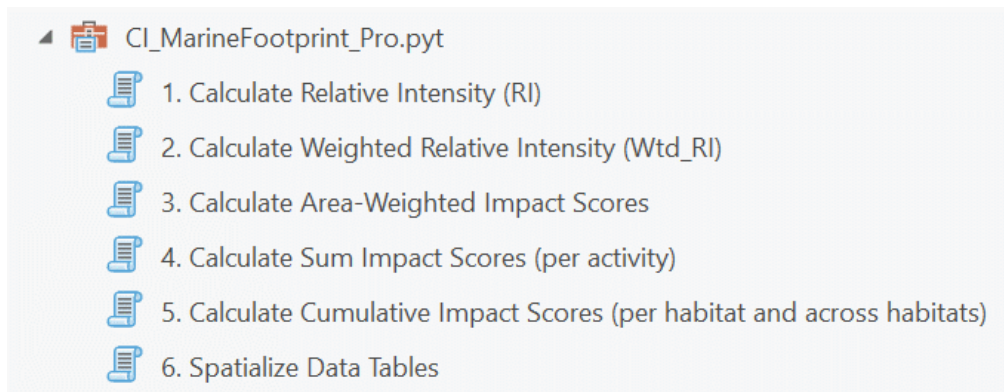 CI_MarineFootprint_Pro.pyt
1. Calculate Relative Intensity (RI)
2. Calculate Weighted Relative Intensity (Wtd_RI)
3. Calculate Area-Weighted Impact Scores
4. Calculate Sum Impact Scores (per activity)
5. Calculate Cumulative Impact Scores (per habitat and across habitats)
6. Spatialize Data Tables